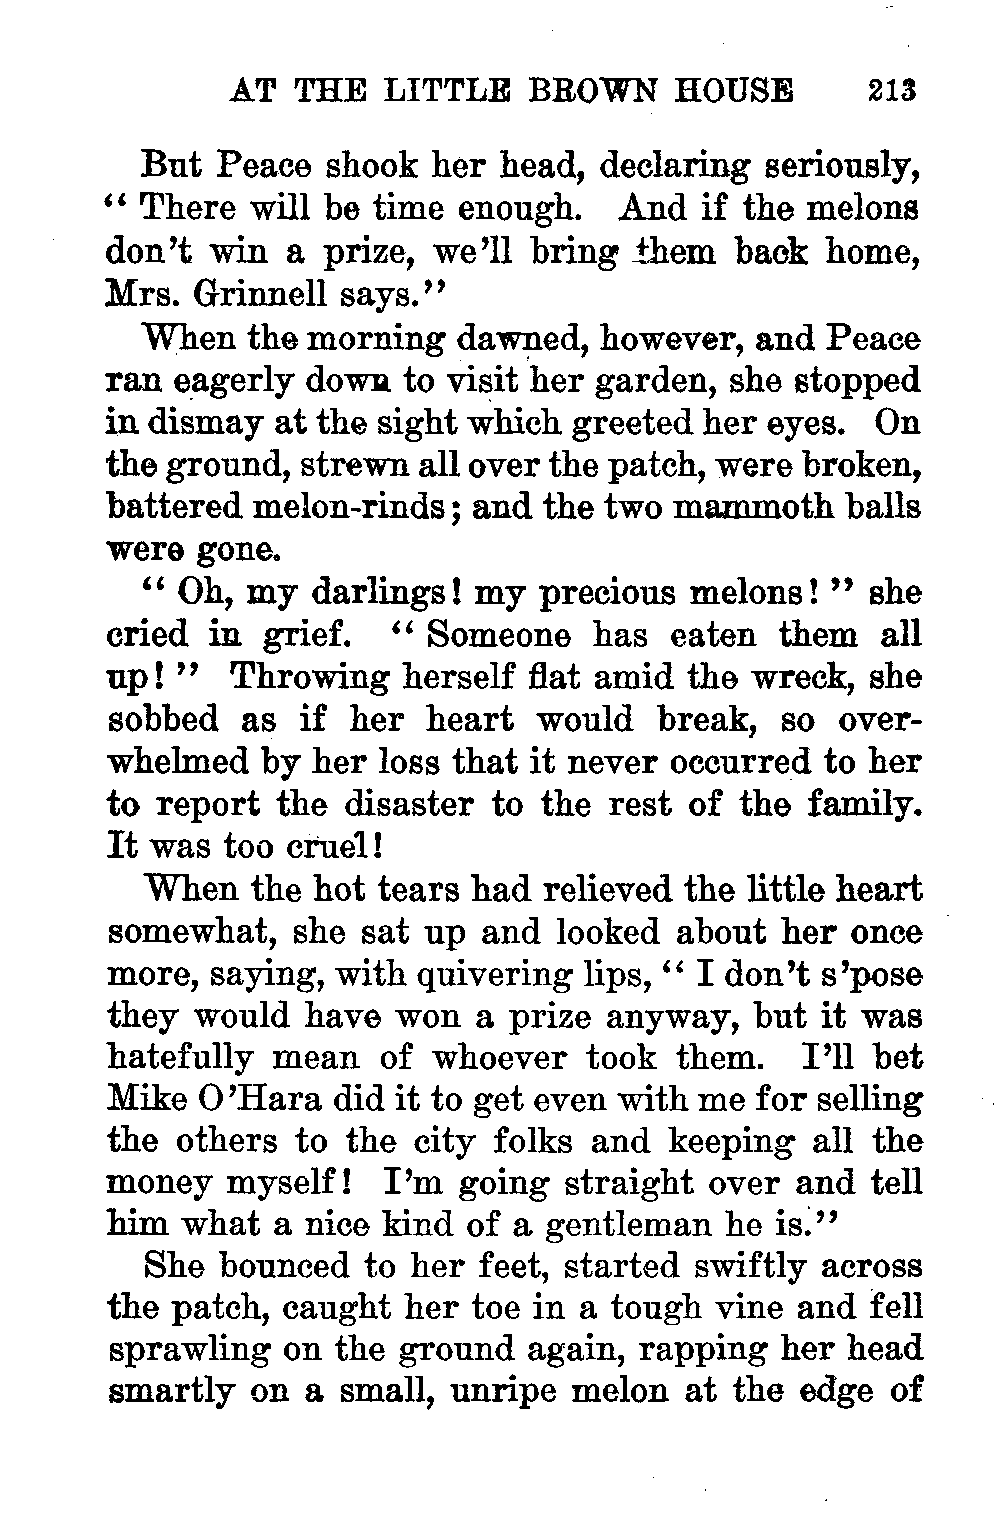 AT THE LITTLE BROWN HOUSE 213
But Peace shook her head, declaring seriously,
“ There will be time enough. And if the melons
don’t win a prize, we’ll bring them back home,
Mrs. Grinnell says.”
When the morning dawned, however, and Peace
ran eagerly down to visit her garden, she stopped
in dismay at the sight which greeted her eyes. On
the ground, strewn all over the patch, were broken,
battered melon-rinds; and the two mammoth balls
were gone.
“ Oh, my darlings! my precious melons! ” she
cried in grief. “ Someone has eaten them all
up! ” Throwing herself flat amid the wreck, she
sobbed as if her heart would break, so over-
whelmed by her loss that it never occurred to her
to report the disaster to the rest of the family.
It was too cruel!
When the hot tears had relieved the little heart
somewhat, she sat up and looked about her once
more, saying, with quivering lips, “ I don’t s’pose
they would have won a prize anyway, but it was
hatefully mean of whoever took them. I’ll bet
Mike O’Hara did it to get even with me for selling
the others to the city folks and keeping all the
money myself! I’m going straight over and tell
him what a nice kind of a gentleman he is.”
She bounced to her feet, started swiftly across
the patch, caught her toe in a tough vine and fell
sprawling on the ground again, rapping her head
smartly on a small, unripe melon at the edge of